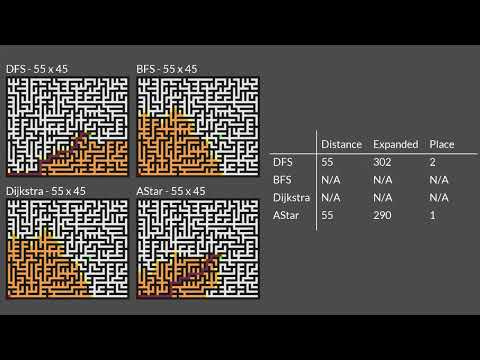 DFS - 55 x 45
BFS - 55 x 45
Dijkstra - 55 x 45
AStar - 55 x 45
Distance Expanded Place
DFS 55 302 2
BFS N/A N/A N/A
Dijkstra N/A N/A N/A
AStar 55 290 1